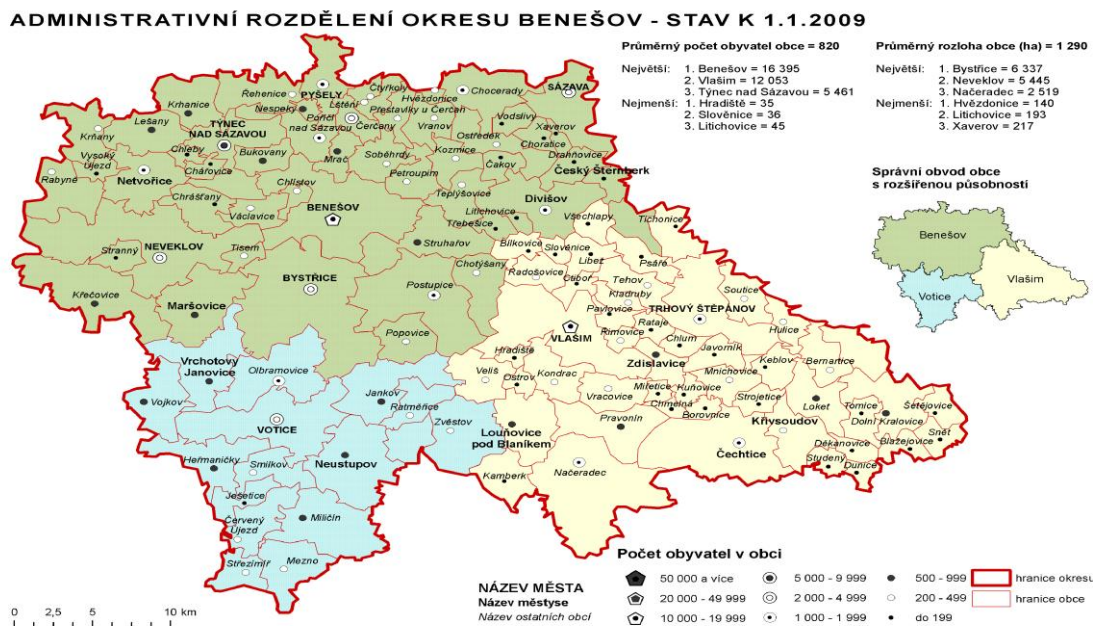 ADMINISTRATIVNÍ ROZDĚLENÍ OKRESU BENEŠOV - STAV K 1.1.2009
Průměrný počet obyvatel obce = 820
Největší: 1. Benešov = 16 395
2. Vlašim = 12 053
3. Týnec nad Sázavou = 5 461
Nejmenší: 1. Hradiště = 35
2. Slověnice = 36
3. Litichovice = 45
Průměrný rozloha obce (ha) = 1 290
Největší: 1. Bystřice = 6 337
2. Neveklov = 5 445
3. Načeradec = 2 519
Nejmenší: 1. Hvězdonice = 140
2. Litichovice = 193
3. Xaverov = 217
Správní obvod obce
s rozšířenou působností
Benešov
Votice
Vlašim
Řehenice
PYŠELY
Čtyřkoly
Hvězdonice
Chocerady
SÁZAVA
Nespeky
Lštění
Přestavlky u Čerčan
Poříčí
nad Sázavou
Čerčany
Vranov
Vodslivy
Xaverov
Ostředek
Choratice
Krhanice
Lešany
TÝNEC
NAD SÁZAVOU
Krňany
Chleby
Bukovany
Mrač
Soběhrdy
Kozmice
Čakov
Drahňovice
Český Šternberk
Vysoký
Újezd
Rabyně
Netvořice
Chářovice
Petroupim
Chlístov
Teplýšovice
Divišov
Chrášťany
Václavice
BENEŠOV
Litichovice
Třebešice
Všechlapy
Tichonice
Stranný
NEVEKLOV
Tisem
Struhařov
Bílkovice
Slověnice
Libež
Psáře
BYSTŘICE
Chotýšany
Radošovice
Ctiboř
Tehov
Soutice
Křečovice
Maršovice
Postupice
Kladruby
Pavlovice
TRHOVÝ ŠTĚPÁNOV
Popovice
VLAŠIM
Řimovice
Rataje
Hulice
Chlum
Javorník
Vrchotovy
Janovice
Olbramovice
Hradiště
Zdislavice
Keblov
Bernartice
Veliš
Ostrov
Kondrac
Mnichovice
Vojkov
Jankov
Ratměřice
Vracovice
Miřetice
Kuňovice
Strojetice
Loket
Tomice
Šetějovice
VOTICE
Zvěstov
Chmelná
Borovnice
Dolní
Kralovice
Louňovice
pod Blaníkem
Pravonín
Křivsoudov
Snět
Heřmaničky
Smilkov
Neustupov
Čechtice
Děkanovice
Blažejovice
Studený
Dunice
Ješetice
Kamberk
Načeradec
Červený
Újezd
Miličín
Střezimíř
Mezno
Počet obyvatel v obci
NÁZEV MĚSTA
Název městyse
Název ostatních obcí
50 000 a více
20 000 - 49 999
10 000 - 19 999
5 000 - 9 999
2 000 - 4 999
1 000 - 1 999
500 - 999
200 - 499
do 199
hranice okresu
hranice obce
0 2,5 5 10 km